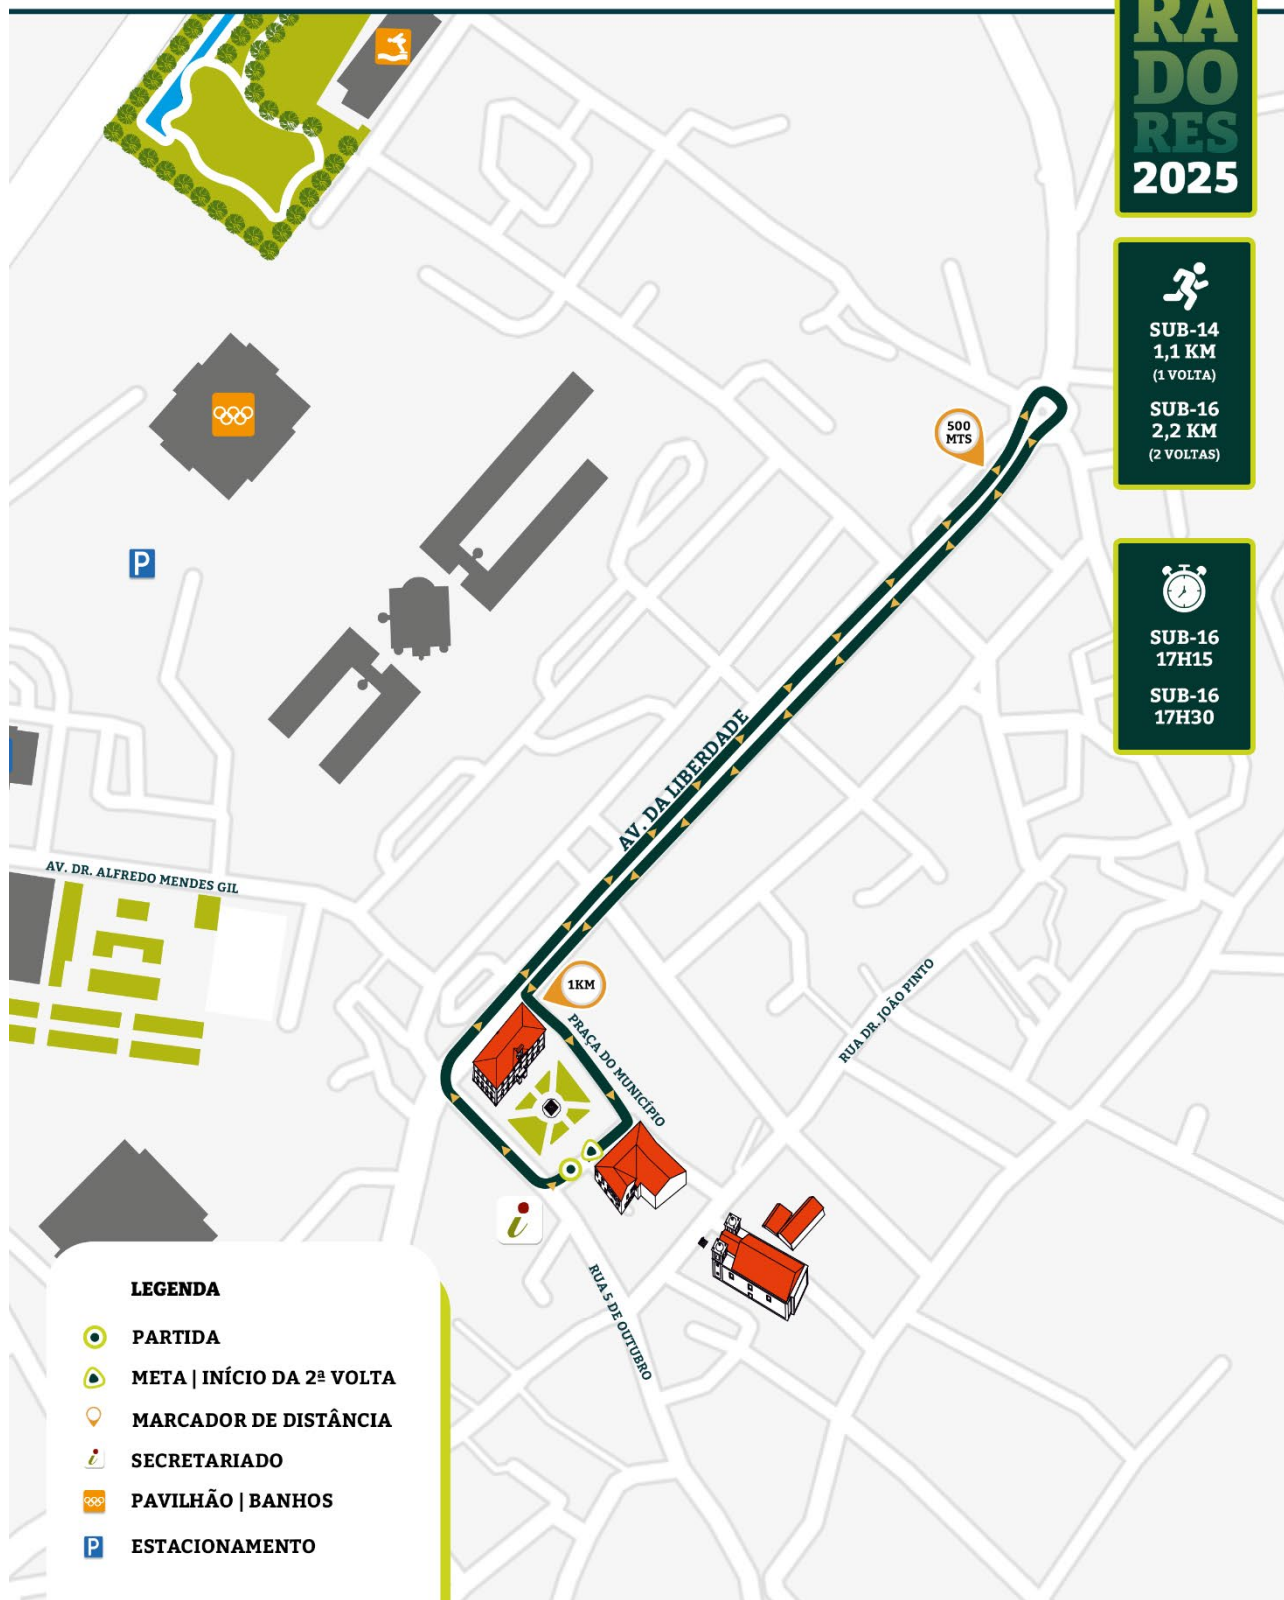 RA
DO
RES
2025
SUB-14
1,1 KM
(1 VOLTA)
SUB-16
2,2 KM
(2 VOLTAS)
500
MTS
P
SUB-16
17H15
SUB-16
17H30
AV. DA LIBERDADE
AV. DR. ALFREDO MENDES GIL
1KM
PRAÇA DO MUNICÍPIO
RUA DR. JOÃO PINTO
i
RUA 5 DE OUTUBRO
LEGENDA
PARTIDA
META | INÍCIO DA 2ª VOLTA
MARCADOR DE DISTÂNCIA
i SECRETARIADO
PAVILHÃO | BANHOS
P ESTACIONAMENTO